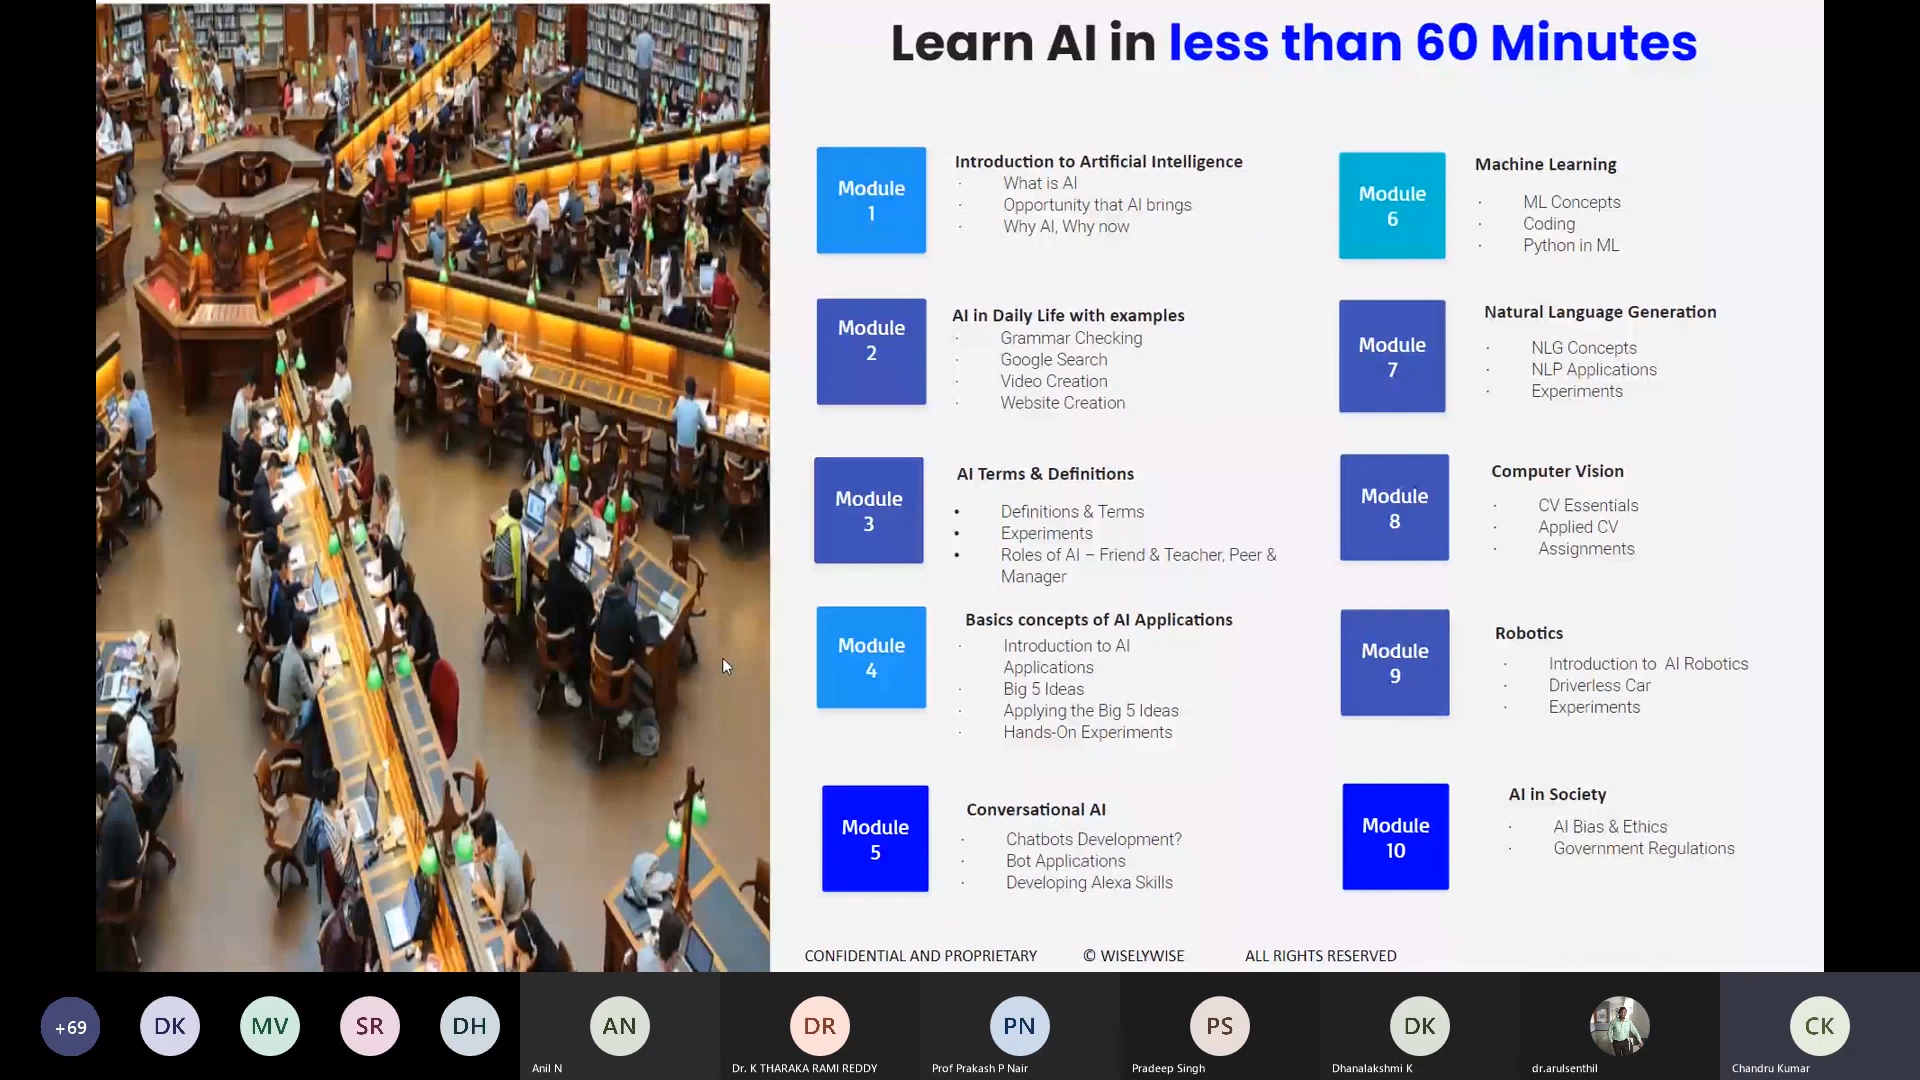 Learn AI in less than 60 Minutes
Module
1
Introduction to Artificial Intelligence
· What is AI
· Opportunity that AI brings
· Why AI, Why now
Module
2
AI in Daily Life with examples
· Grammar Checking
· Google Search
· Video Creation
· Website Creation
Module
3
AI Terms & Definitions
• Definitions & Terms
• Experiments
• Roles of AI – Friend & Teacher, Peer &
Manager
Module
4
Basics concepts of AI Applications
· Introduction to AI
Applications
· Big 5 Ideas
· Applying the Big 5 Ideas
· Hands-On Experiments
Module
5
Conversational AI
· Chatbots Development?
· Bot Applications
· Developing Alexa Skills
Module
6
Machine Learning
· ML Concepts
· Coding
· Python in ML
Module
7
Natural Language Generation
· NLG Concepts
· NLP Applications
· Experiments
Module
8
Computer Vision
· CV Essentials
· Applied CV
· Assignments
Module
9
Robotics
· Introduction to AI Robotics
· Driverless Car
· Experiments
Module
10
AI in Society
· AI Bias & Ethics
· Government Regulations
CONFIDENTIAL AND PROPRIETARY © WISELYWISE ALL RIGHTS RESERVED
+69
DK
MV
SR
DH
AN
Anil N
DR
Dr. K THARAKA RAMI REDDY
PN
Prof Prakash P Nair
PS
Pradeep Singh
DK
Dhanalakshmi K
dr.arulsenthil
CK
Chandru Kumar